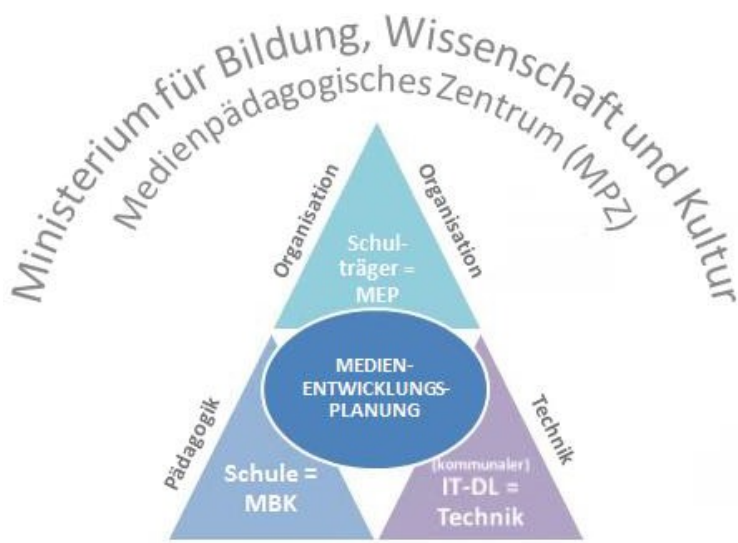 Ministerium für Bildung, Wissenschaft und Kultur
Medienpädagogisches Zentrum (MPZ)
Organisation
Organisation
Schul-
träger =
MEP
MEDIEN-
ENTWICKLUNGS-
PLANUNG
Pädagogik
Technik
Schule =
MBK
(kommunaler)
IT-DL =
Technik